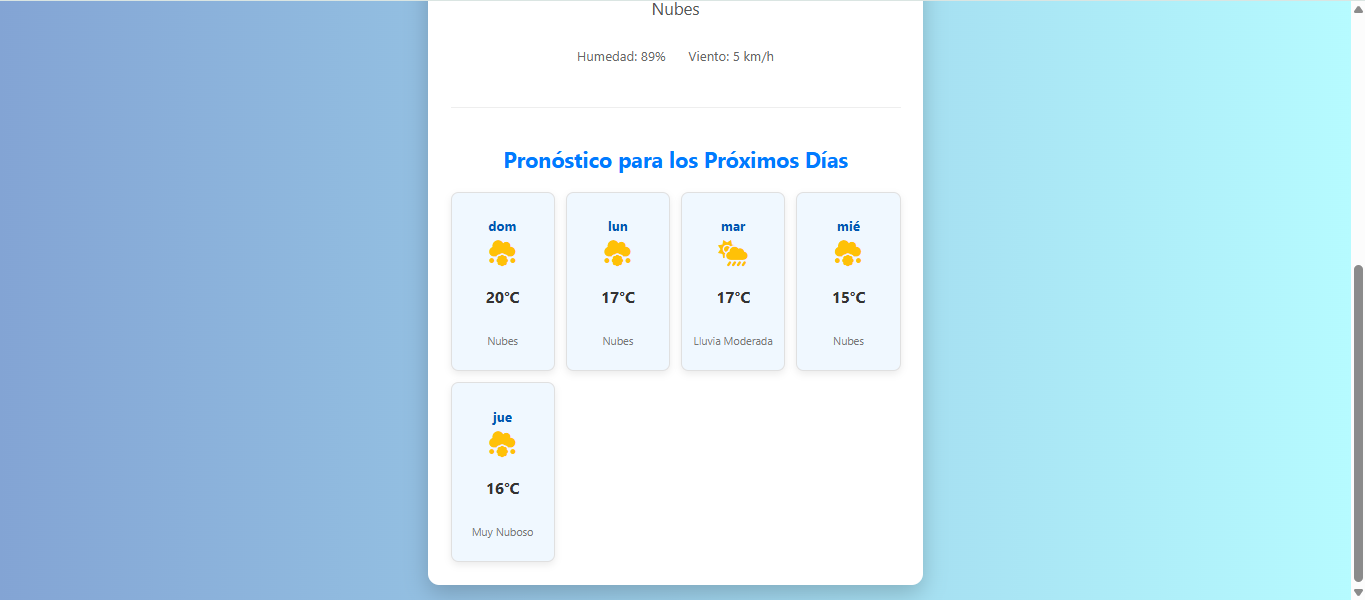 Nubes
Humedad: 89% Viento: 5 km/h
Pronóstico para los Próximos Días
dom
20°C
Nubes
lun
17°C
Nubes
mar
17°C
Lluvia Moderada
mié
15°C
Nubes
jue
16°C
Muy Nuboso